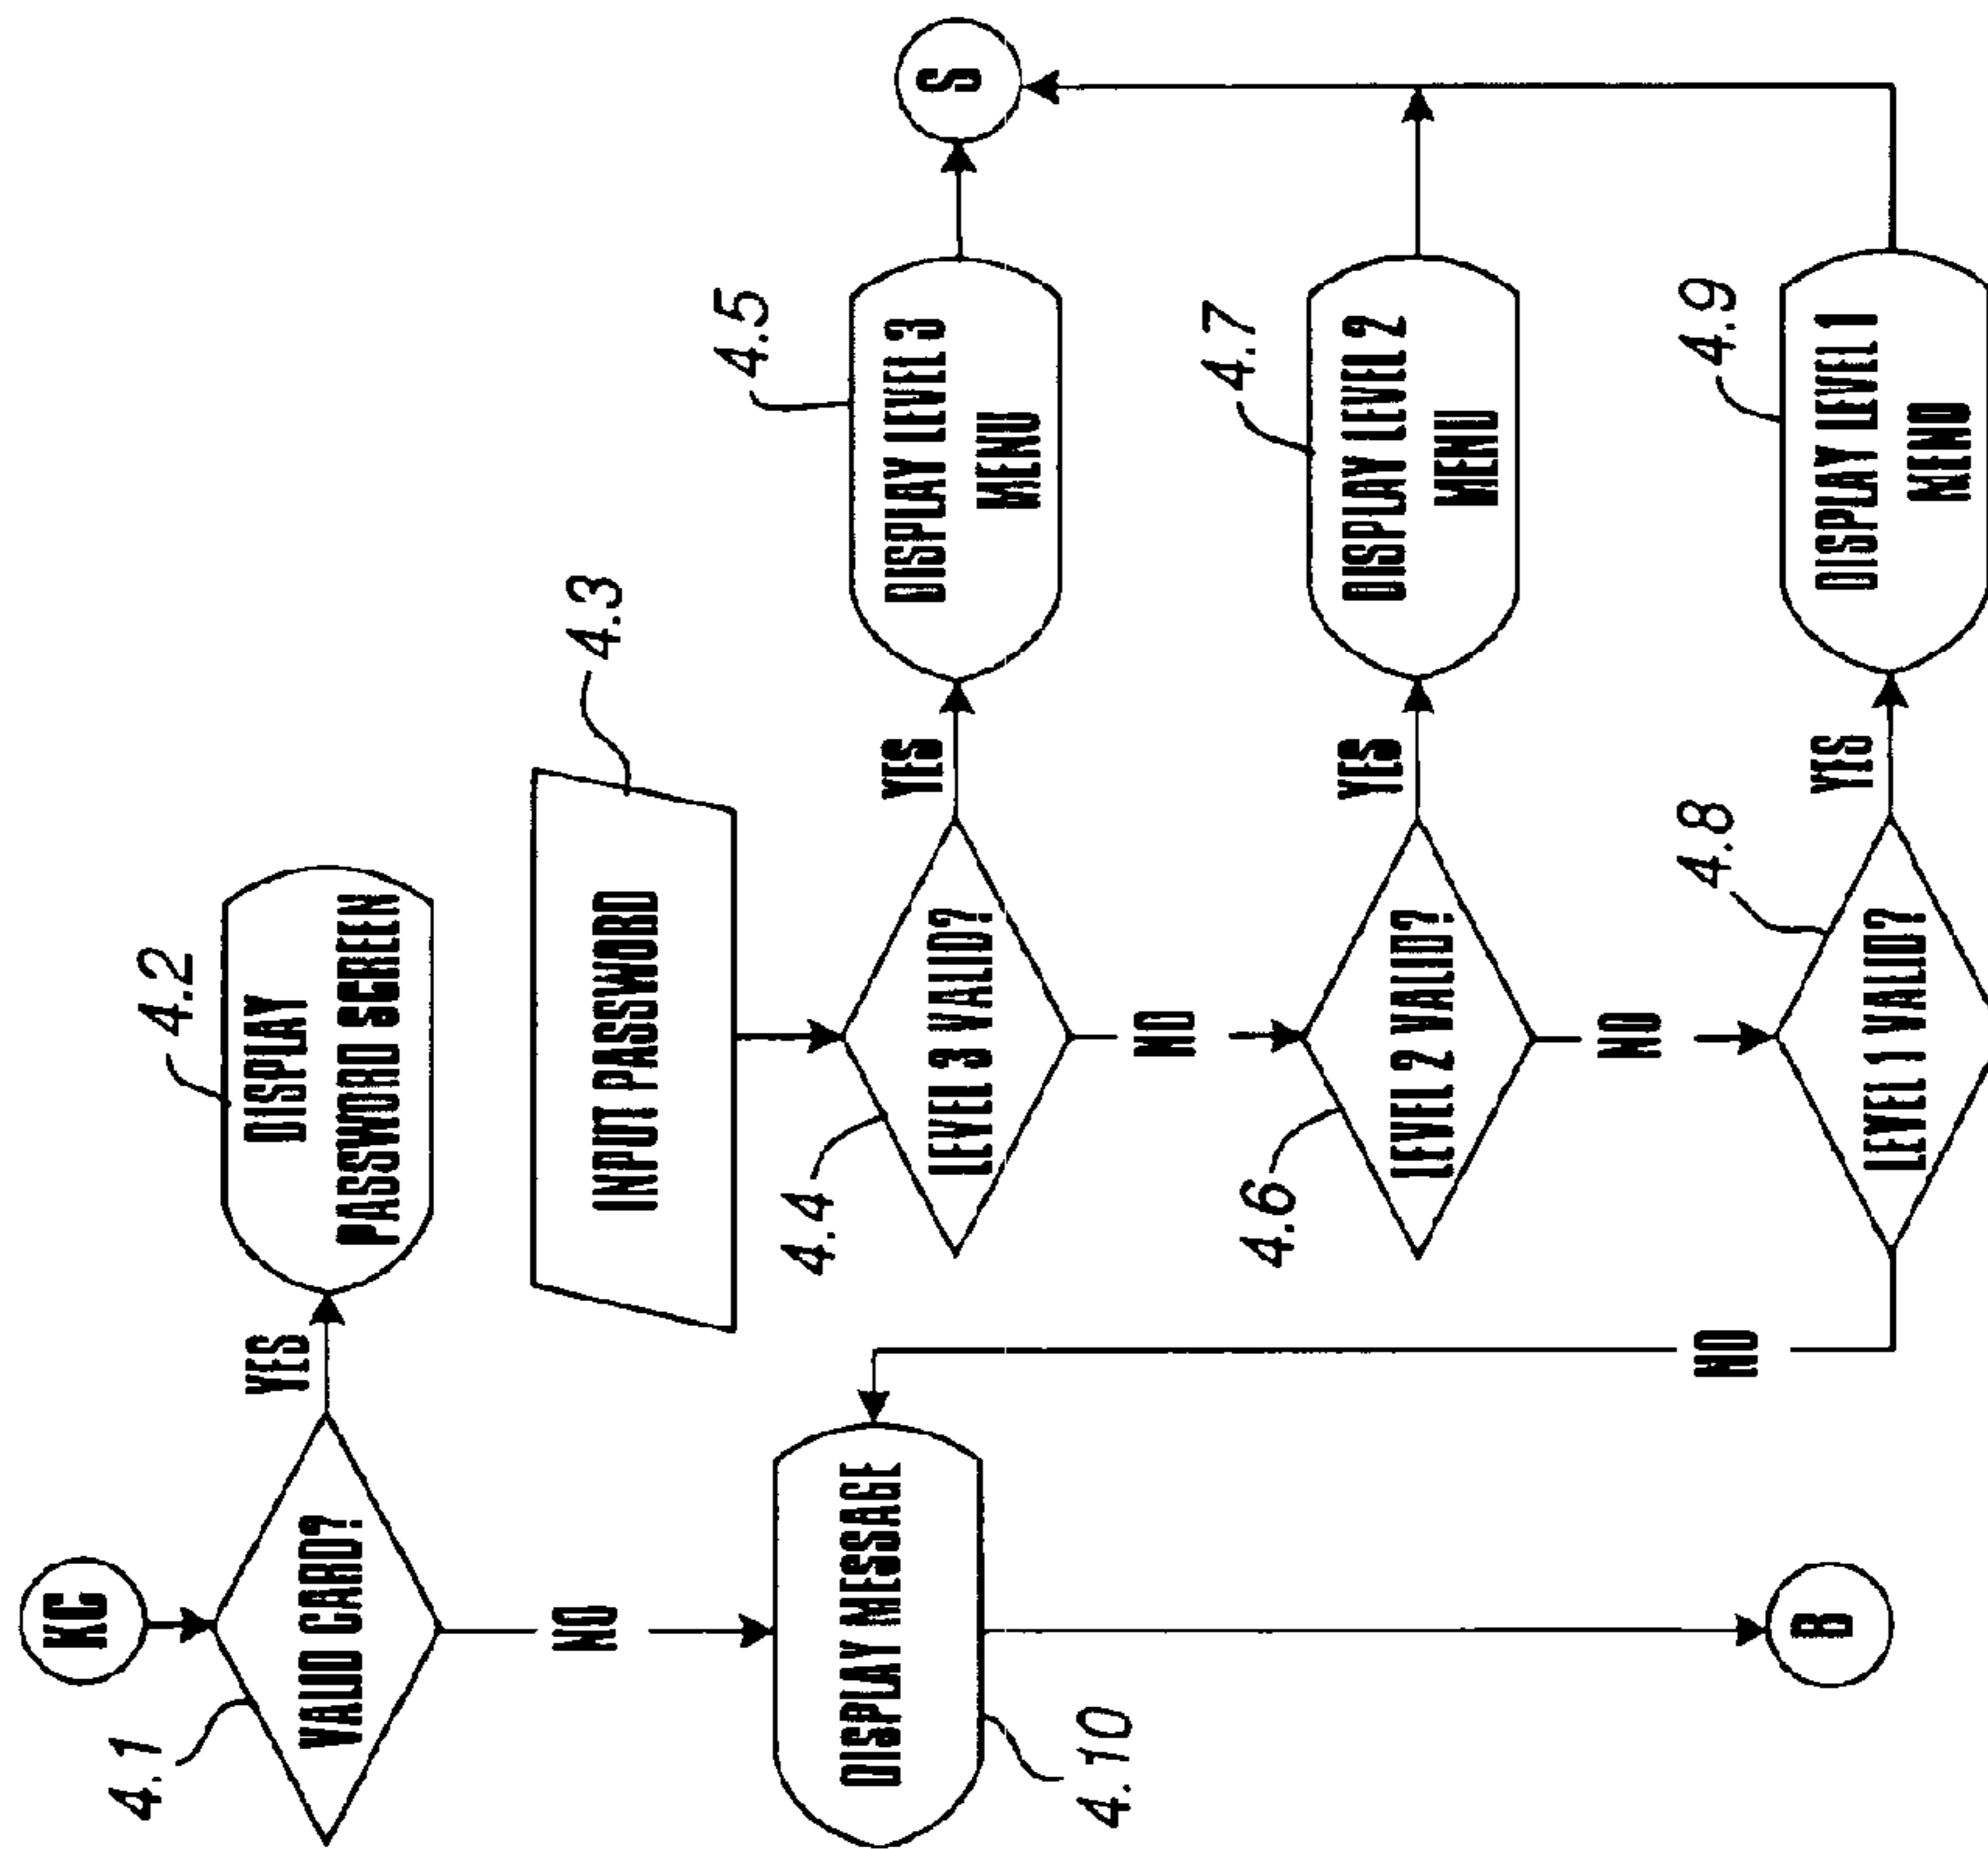 KC
4.1
VALID CARD?
YES
4.2
DISPLAY
PASSWORD SCREEN
NO
4.3
INPUT PASSWORD
4.4
LEVEL 3 VALID?
YES
4.5
DISPLAY LEVEL 3
MENU
S
NO
4.6
LEVEL 2 VALID?
YES
4.7
DISPLAY LEVEL 2
MENU
NO
4.8
LEVEL 1 VALID?
YES
4.9
DISPLAY LEVEL 1
MENU
NO
DISPLAY MESSAGE
4.10
B